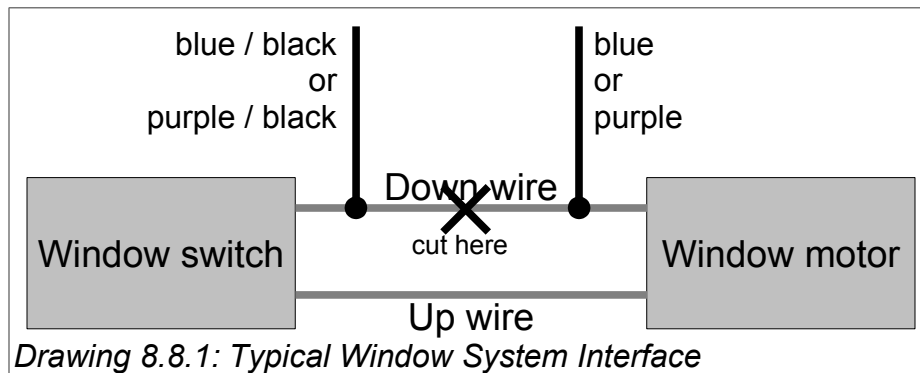 blue / black
or
purple / black
blue
or
purple
Down wire
cut here
Window switch
Window motor
Up wire
Drawing 8.8.1: Typical Window System Interface